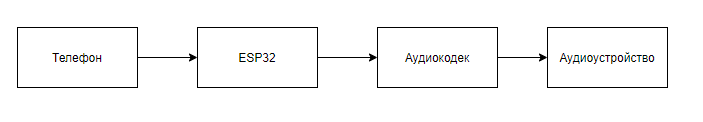 Телефон
ESP32
Аудиокодек
Аудиоустройство